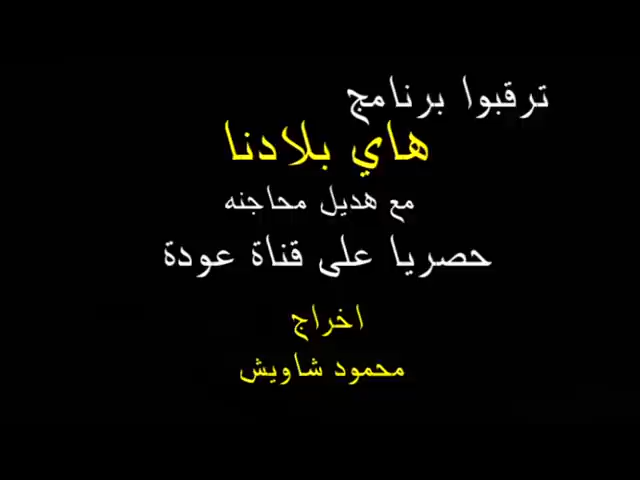 ترقبوا برنامج
هاي بلادنا
مع هديل محاجنه
حصريا على قناة عودة
اخراج
محمود شاويش